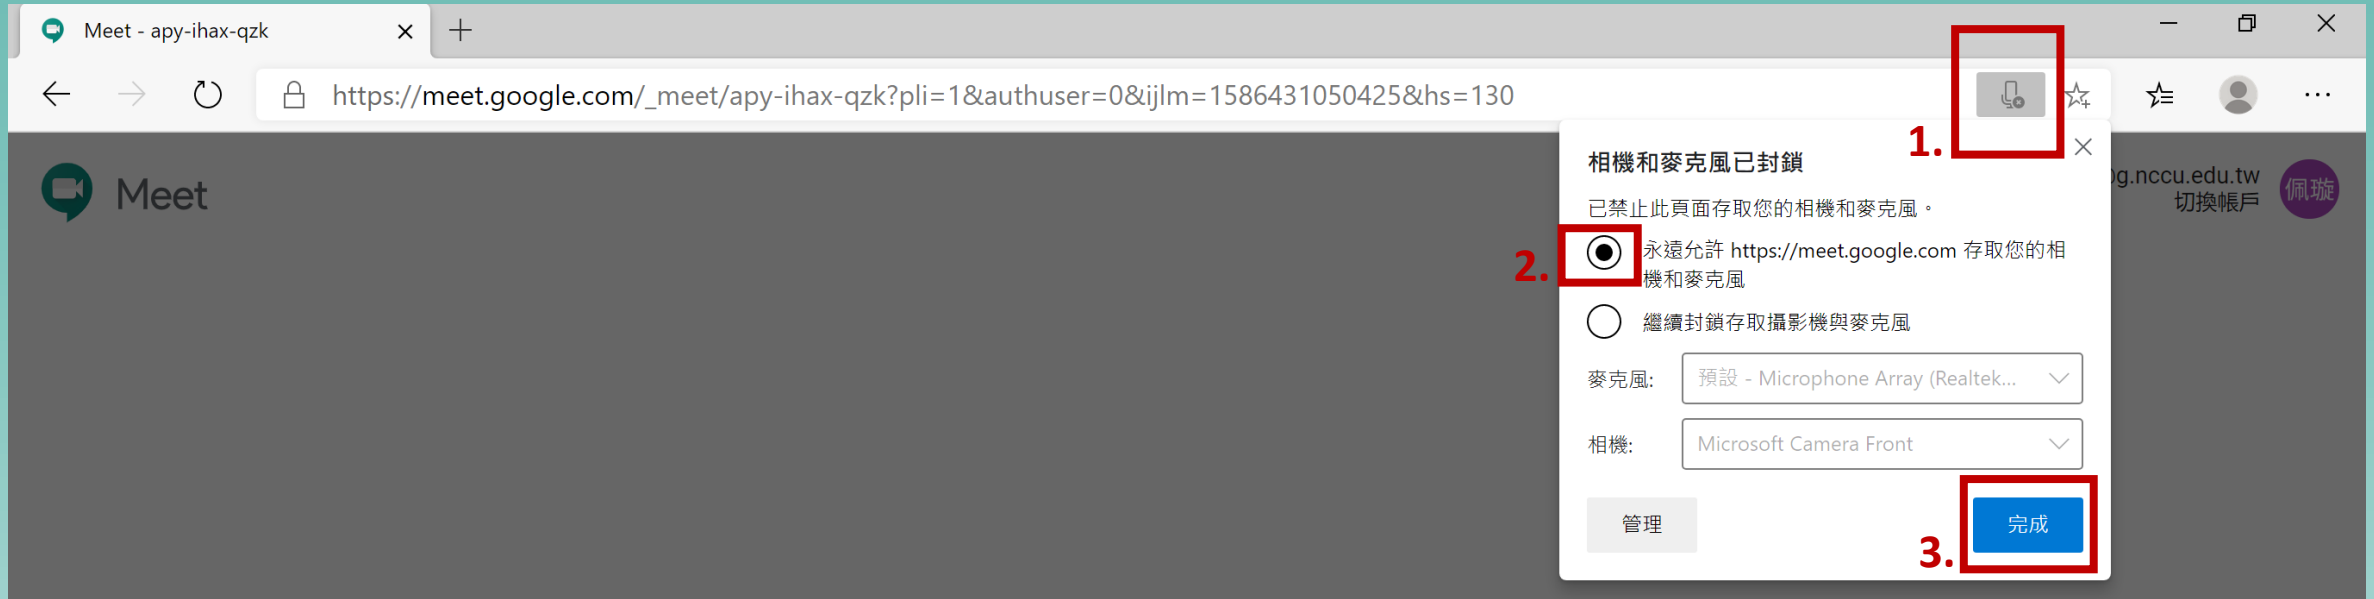 Meet - apy-ihax-qzk
https://meet.google.com/_meet/apy-ihax-qzk?pli=1&authuser=0&ijlm=1586431050425&hs=130
1.
Meet
相機和麥克風已封鎖
g.nccu.edu.tw
切換帳戶
佩璇
已禁止此頁面存取您的相機和麥克風。
2.
永遠允許 https://meet.google.com 存取您的相
機和麥克風
繼續封鎖存取攝影機與麥克風
麥克風:
預設 - Microphone Array (Realtek...
相機:
Microsoft Camera Front
管理
完成
3.